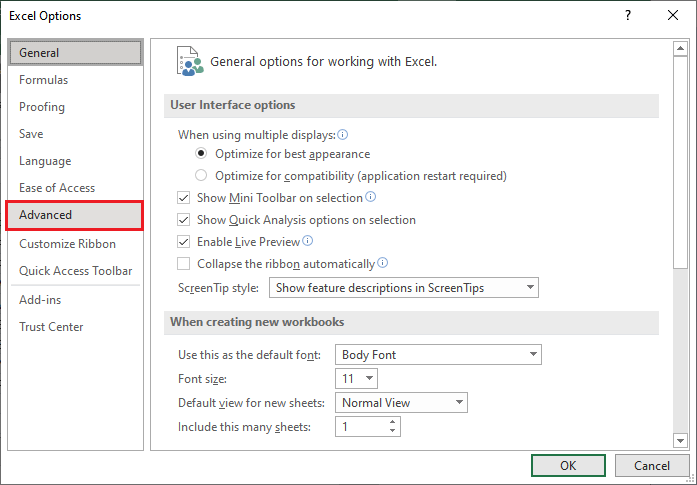 Excel Options
General
Formulas
Proofing
Save
Language
Ease of Access
Advanced
Customize Ribbon
Quick Access Toolbar
Add-ins
Trust Center
General options for working with Excel.
User Interface options
When using multiple displays:
Optimize for best appearance
Optimize for compatibility (application restart required)
Show Mini Toolbar on selection
Show Quick Analysis options on selection
Enable Live Preview
Collapse the ribbon automatically
ScreenTip style: Show feature descriptions in ScreenTips
When creating new workbooks
Use this as the default font: Body Font
Font size: 11
Default view for new sheets: Normal View
Include this many sheets: 1
OK Cancel